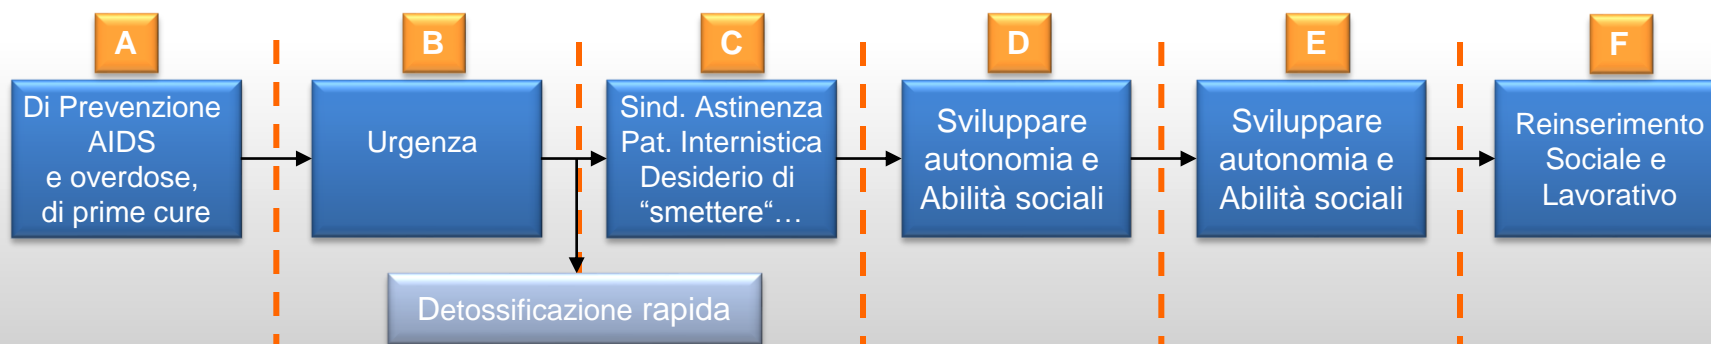 A
B
C
D
E
F
Di Prevenzione
AIDS
e overdose,
di prime cure
Urgenza
Sind. Astinenza
Pat. Internistica
Desiderio di
“smettere“…
Sviluppare
autonomia e
Abilità sociali
Sviluppare
autonomia e
Abilità sociali
Reinserimento
Sociale e
Lavorativo
Detossificazione rapida